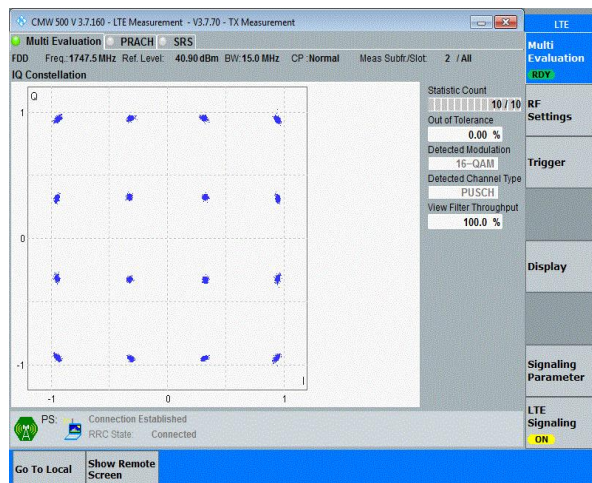 CMW 500 V 3.7.160 - LTE Measurement - V3.7.70 - TX Measurement
LTE
Multi Evaluation PRACH SRS
Multi
Evaluation
RDY
FDD Freq.:1747.5 MHz Ref. Level: 40.90 dBm BW:15.0 MHz CP :Normal Meas Subfr./Slot: 2 / All
IQ Constellation
Q
1
0
-1
I
-1 0 1
Statistic Count
10 / 10
Out of Tolerance
0.00 %
Detected Modulation
16-QAM
Detected Channel Type
PUSCH
View Filter Throughput
100.0 %
RF
Settings
Trigger
Display
Signaling
Parameter
LTE
Signaling
ON
PS:
Connection Established
RRC State: Connected
Go To Local
Show Remote
Screen